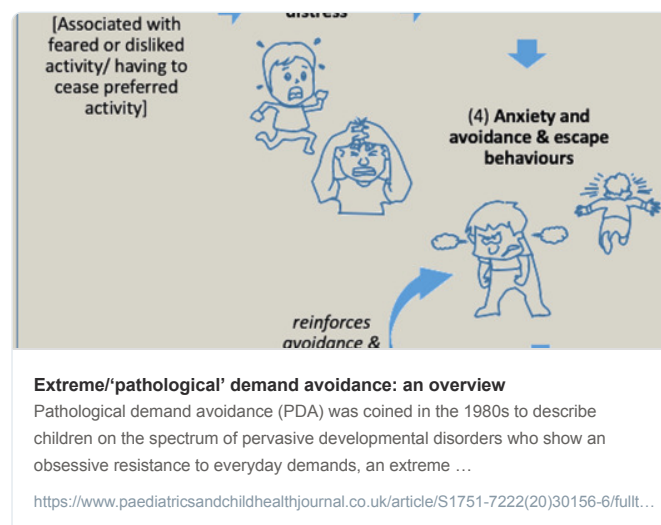 [Associated with
feared or disliked
activity/ having to
cease preferred
activity]
distress
(4) Anxiety and
avoidance & escape
behaviours
reinforces
avoidance &
Extreme/‘pathological’ demand avoidance: an overview
Pathological demand avoidance (PDA) was coined in the 1980s to describe
children on the spectrum of pervasive developmental disorders who show an
obsessive resistance to everyday demands, an extreme …
https://www.paediatricsandchildhealthjournal.co.uk/article/S1751-7222(20)30156-6/fullt…